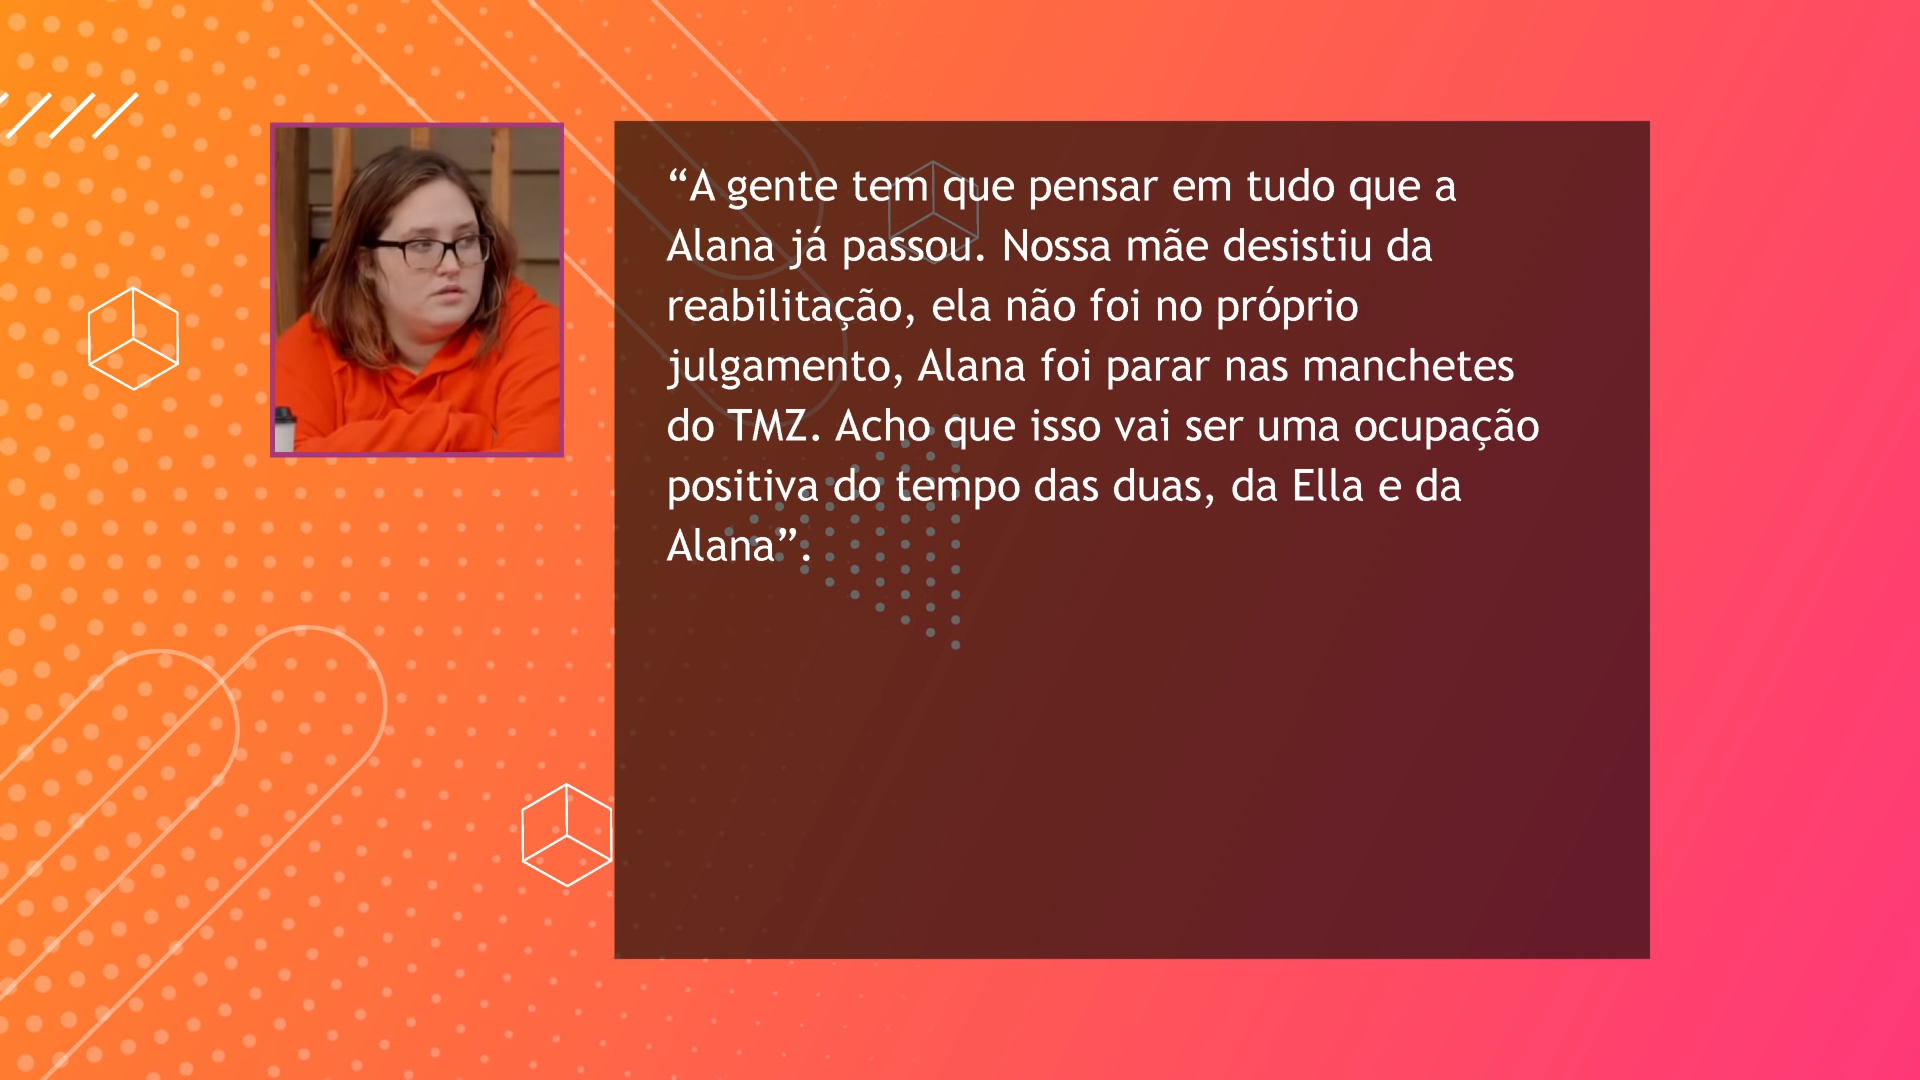 “A gente tem que pensar em tudo que a
Alana já passou. Nossa mãe desistiu da
reabilitação, ela não foi no próprio
julgamento, Alana foi parar nas manchetes
do TMZ. Acho que isso vai ser uma ocupação
positiva do tempo das duas, da Ella e da
Alana”.